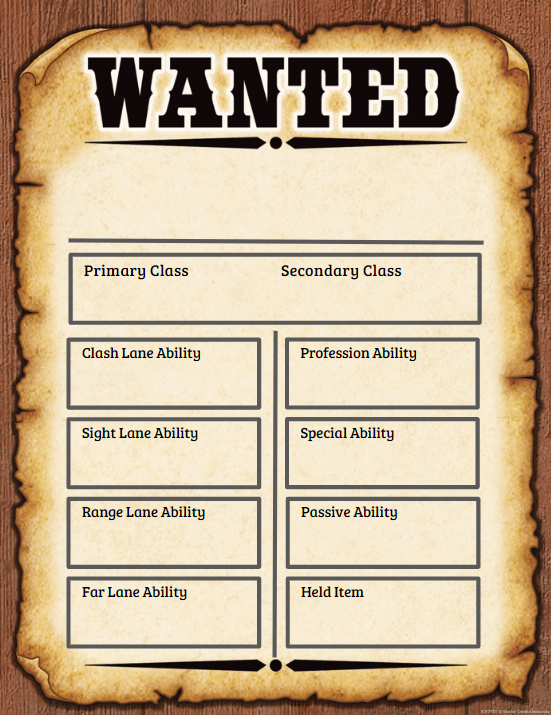 WANTED
Primary Class Secondary Class
Clash Lane Ability Profession Ability
Sight Lane Ability Special Ability
Range Lane Ability Passive Ability
Far Lane Ability Held Item